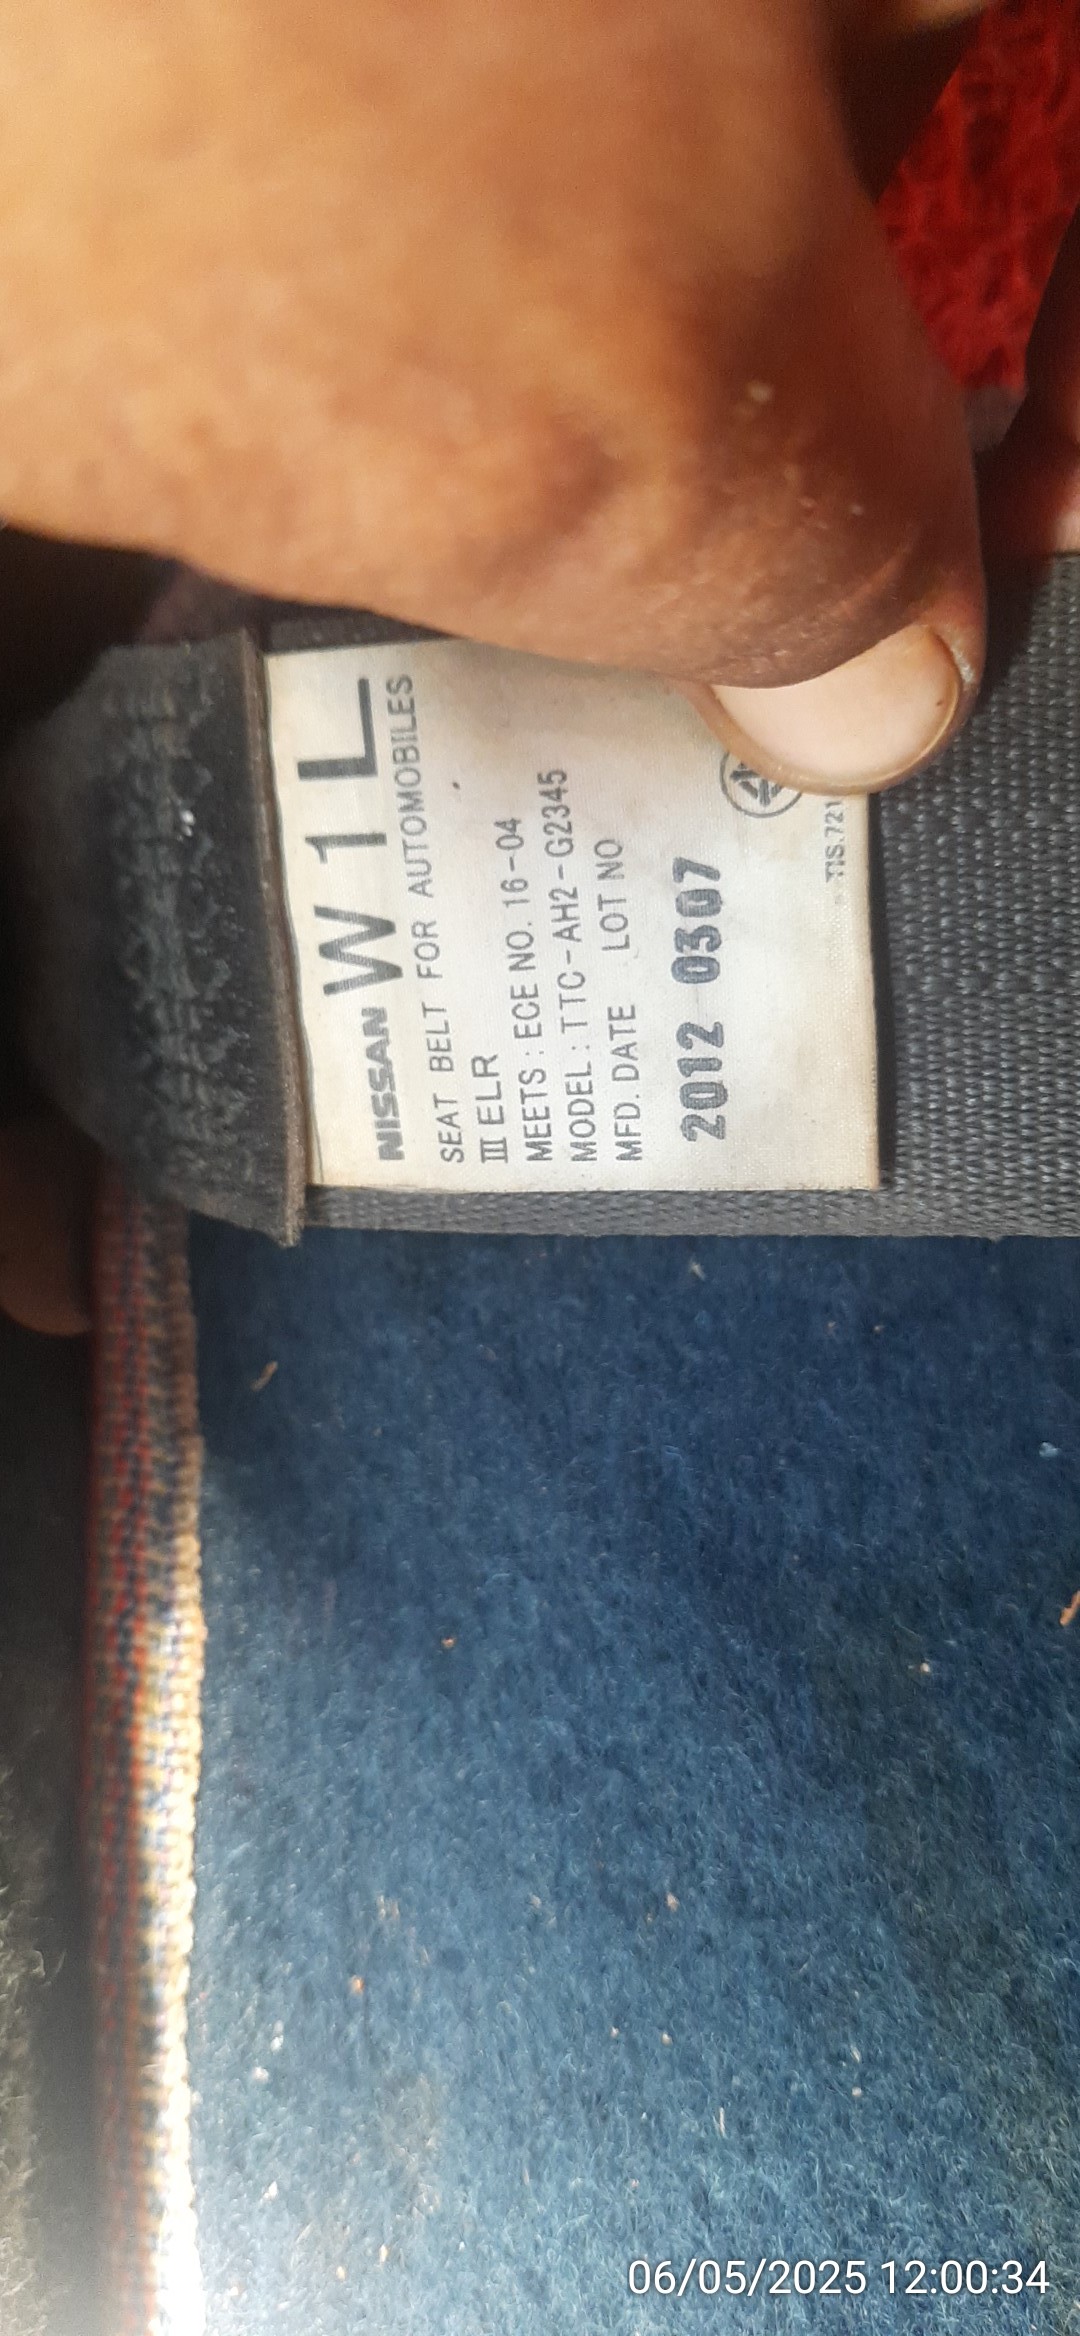 NISSAN W1L
SEAT BELT FOR AUTOMOBILES
III ELR
MEETS : ECE NO. 16-04
MODEL : TTC-AH2-G2345
MFD. DATE LOT NO
2012 0307
TIS.721
06/05/2025 12:00:34